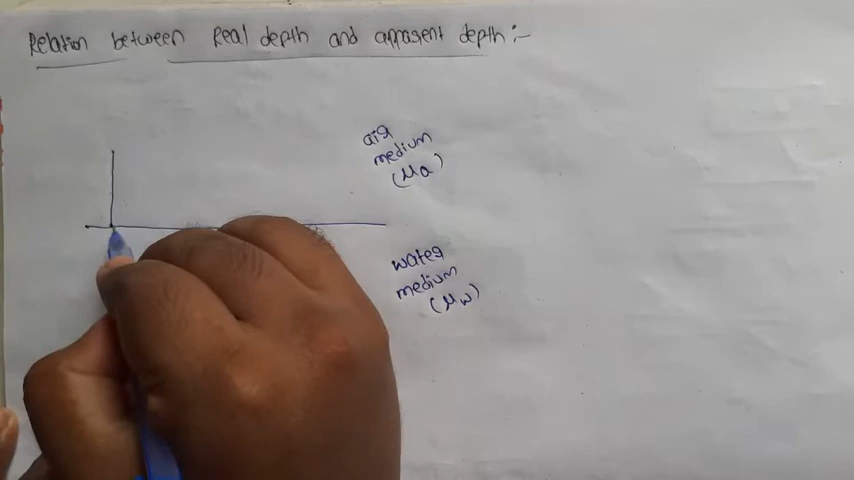 Relation between Real depth and apparent depth :-
air
medium
(μa)
water
medium
(μw)